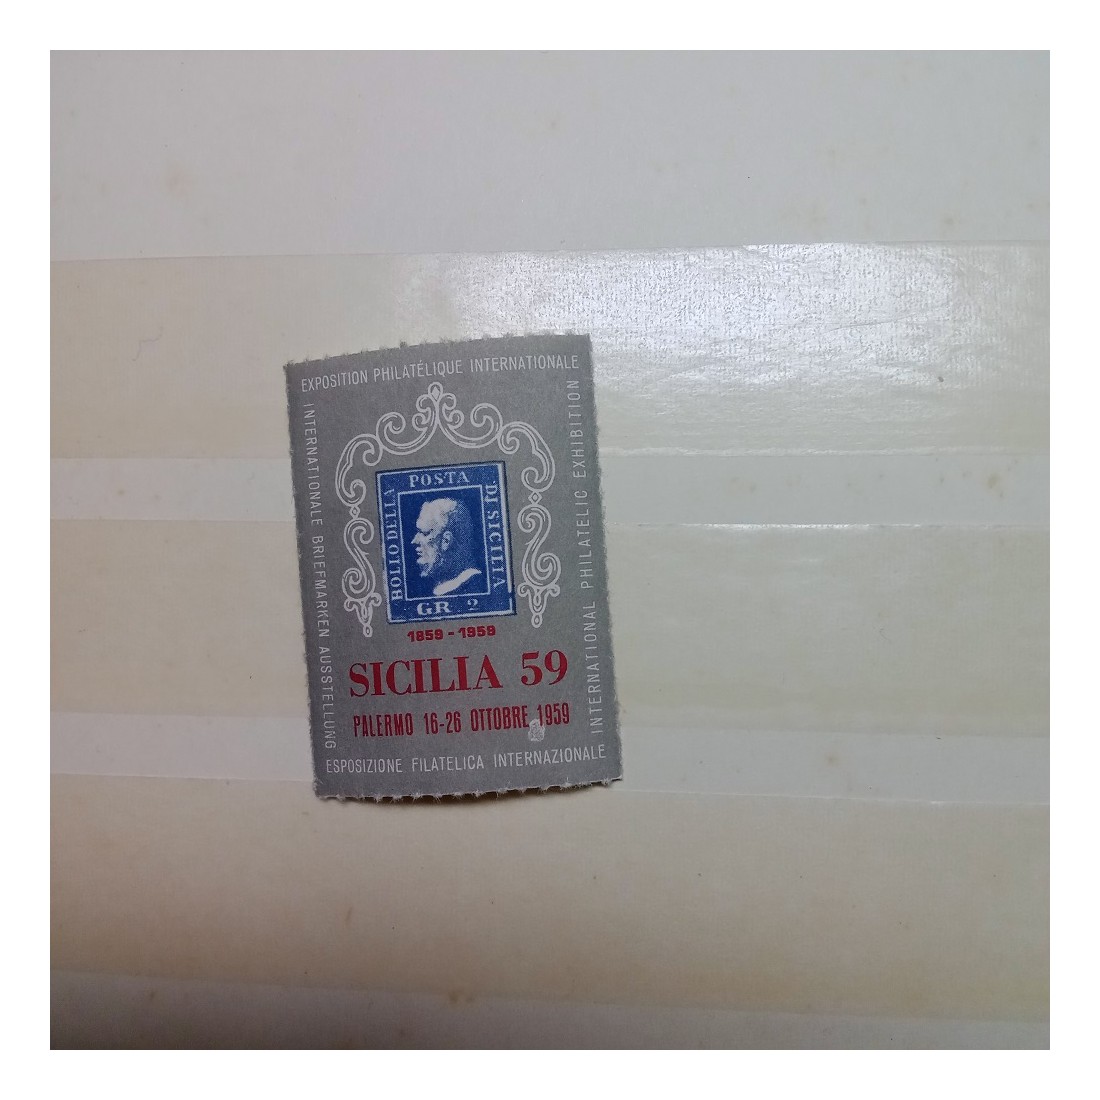 EXPOSITION PHILATÉLIQUE INTERNATIONALE
INTERNATIONALE BRIEFMARKEN AUSSTELLUNG
INTERNATIONAL PHILATELIC EXHIBITION
POSTA
BOLLO DELLA
DI SICILIA
GR 2
1859-1959
SICILIA 59
PALERMO 16-26 OTTOBRE 1959
ESPOSIZIONE FILATELICA INTERNAZIONALE